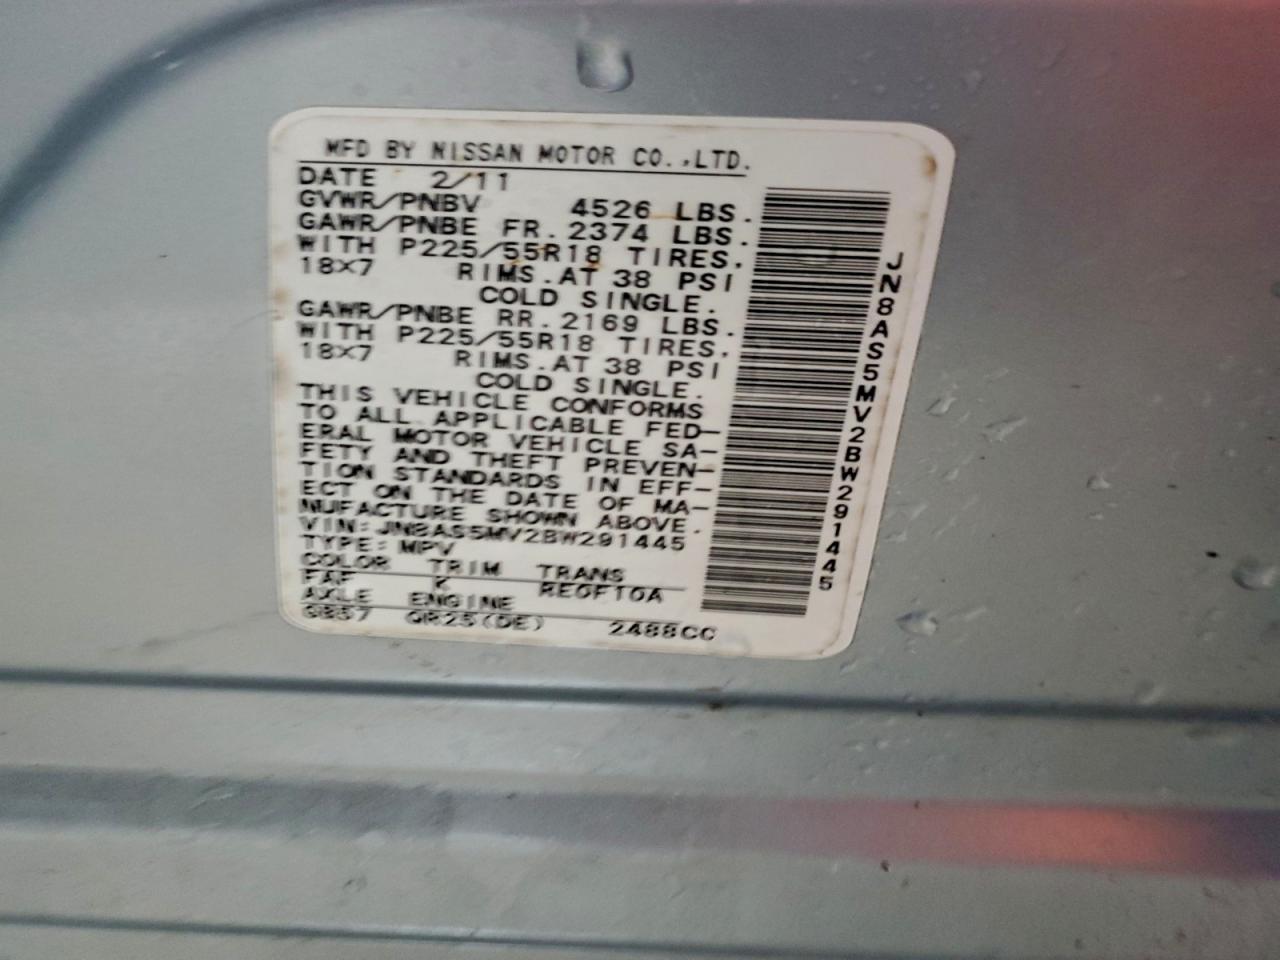 MFD BY NISSAN MOTOR CO.,LTD.
DATE 2/11
GVWR/PNBV 4526 LBS.
GAWR/PNBE FR. 2374 LBS.
WITH P225/55R18 TIRES.
18X7 RIMS.AT 38 PSI
COLD SINGLE.
GAWR/PNBE RR. 2169 LBS.
WITH P225/55R18 TIRES.
18X7 RIMS.AT 38 PSI
COLD SINGLE.
THIS VEHICLE CONFORMS
TO ALL APPLICABLE FED-
ERAL MOTOR VEHICLE SA-
FETY AND THEFT PREVEN-
TION STANDARDS IN EFF-
ECT ON THE DATE OF MA-
NUFACTURE SHOWN ABOVE.
VIN: JN8AS5MV2BW291445
TYPE: MPV
COLOR TRIM TRANS
K RE0F10A
AXLE ENGINE
QR25(DE) 2488CC
JN8AS5MV2BW291445